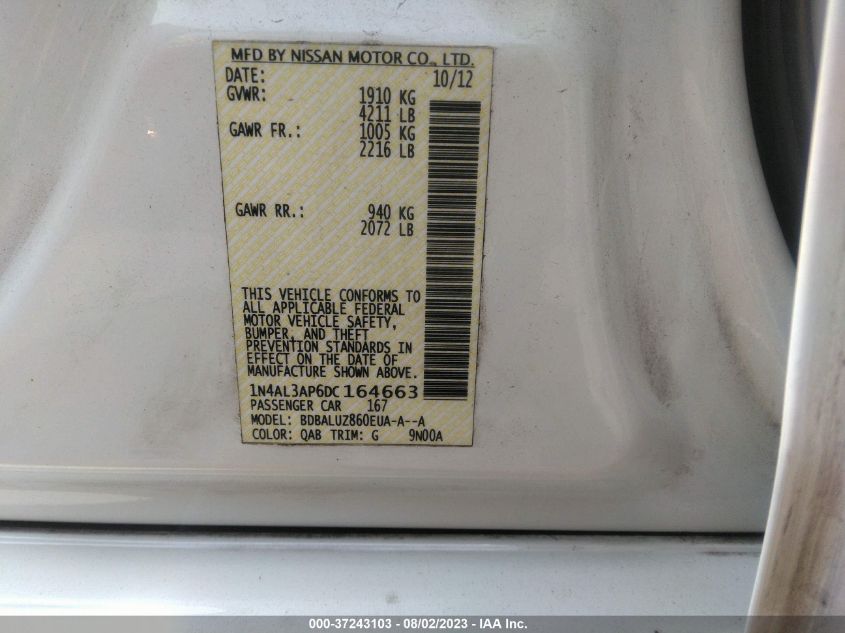 MFD BY NISSAN MOTOR CO., LTD.
DATE: 10/12
GVWR: 1910 KG
4211 LB
GAWR FR.: 1005 KG
2216 LB
GAWR RR.: 940 KG
2072 LB
THIS VEHICLE CONFORMS TO
ALL APPLICABLE FEDERAL
MOTOR VEHICLE SAFETY,
BUMPER, AND THEFT
PREVENTION STANDARDS IN
EFFECT ON THE DATE OF
MANUFACTURE SHOWN ABOVE.
1N4AL3AP6DC164663
PASSENGER CAR 167
MODEL: BDBALUZ860EUA-A--A
COLOR: QAB TRIM: G 9N00A
000-37243103 - 08/02/2023 - IAA Inc.